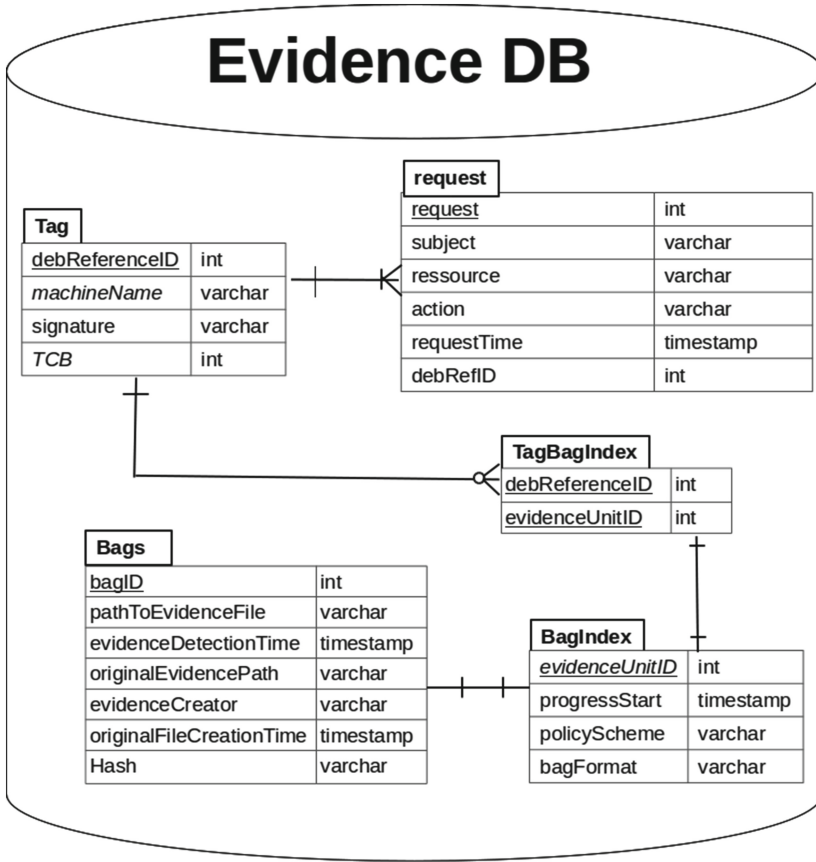 Evidence DB
request
request int
subject varchar
ressource varchar
action varchar
requestTime timestamp
debRefID int
Tag
debReferenceID int
machineName varchar
signature varchar
TCB int
TagBagIndex
debReferenceID int
evidenceUnitID int
Bags
bagID int
pathToEvidenceFile varchar
evidenceDetectionTime timestamp
originalEvidencePath varchar
evidenceCreator varchar
originalFileCreationTime timestamp
Hash varchar
BagIndex
evidenceUnitID int
progressStart timestamp
policyScheme varchar
bagFormat varchar